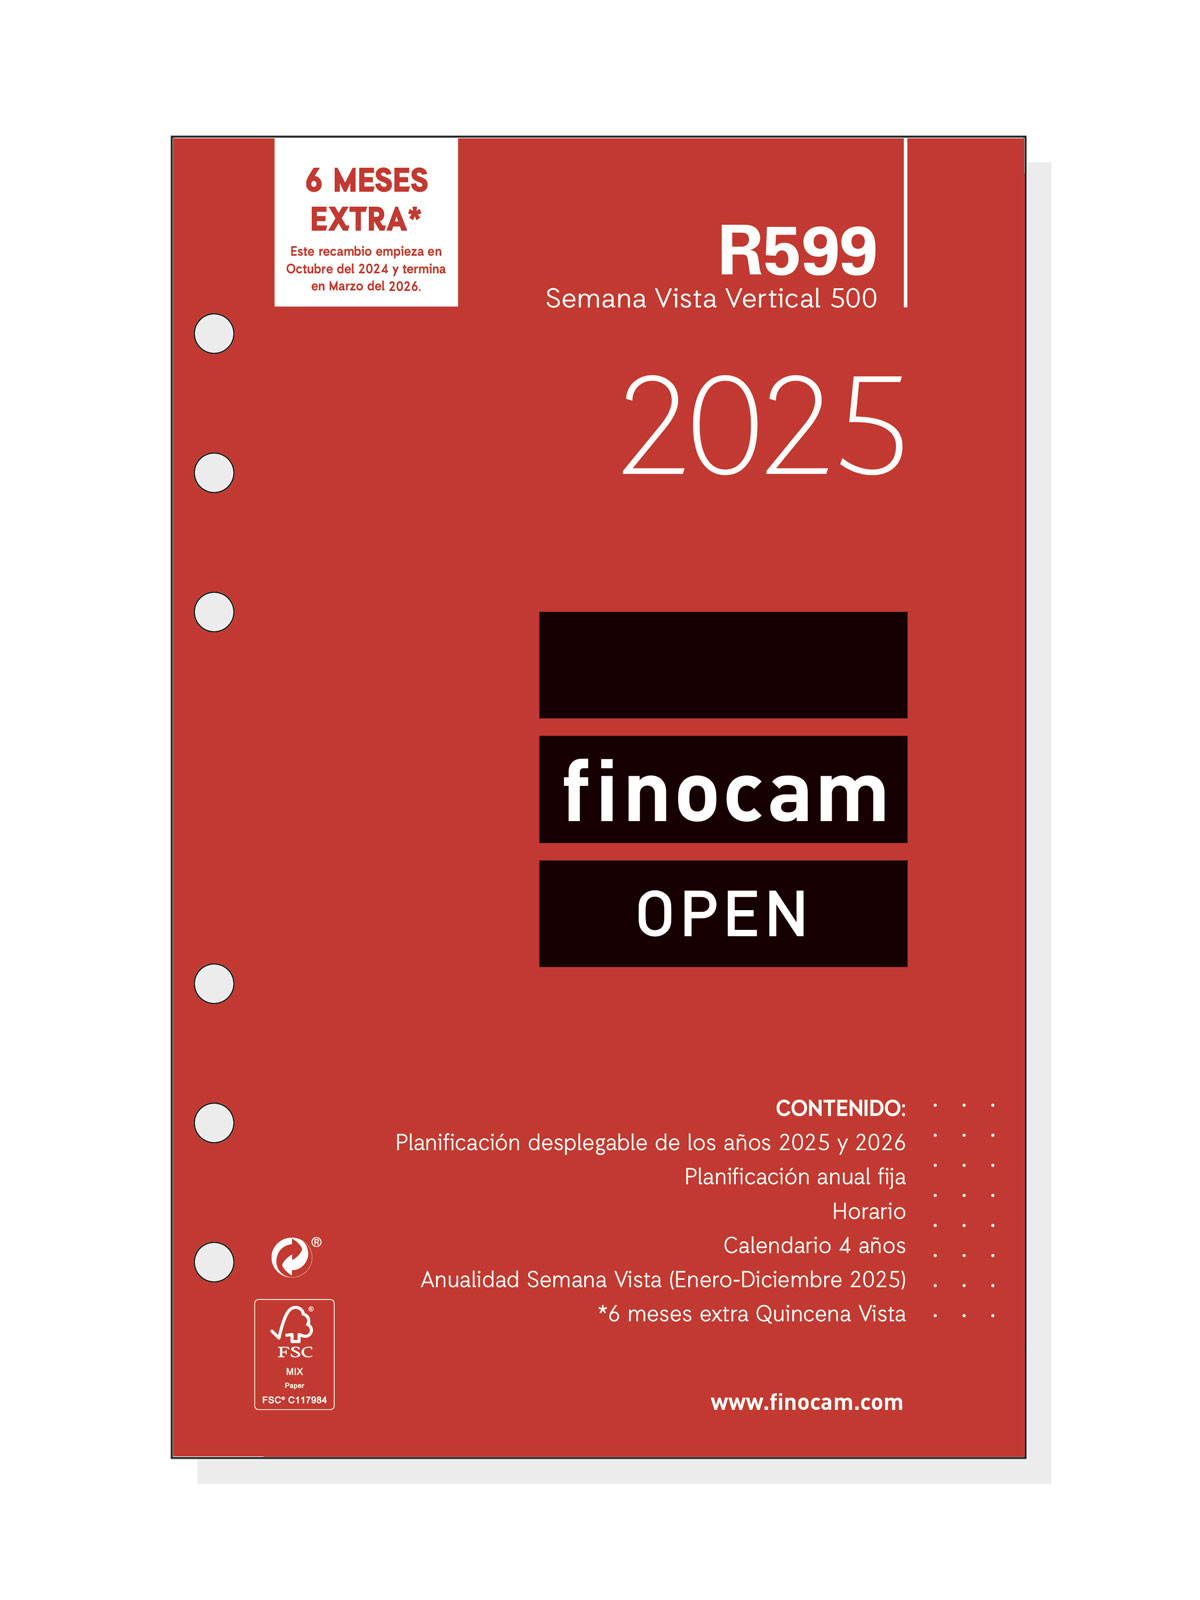 6 MESES
EXTRA*
Este recambio empieza en
Octubre del 2024 y termina
en Marzo del 2026.
R599
Semana Vista Vertical 500
2025
finocam
OPEN
CONTENIDO:
Planificación desplegable de los años 2025 y 2026
Planificación anual fija
Horario
Calendario 4 años
Anualidad Semana Vista (Enero-Diciembre 2025)
*6 meses extra Quincena Vista
®
®
FSC
MIX
Paper
FSC® C117984
www.finocam.com